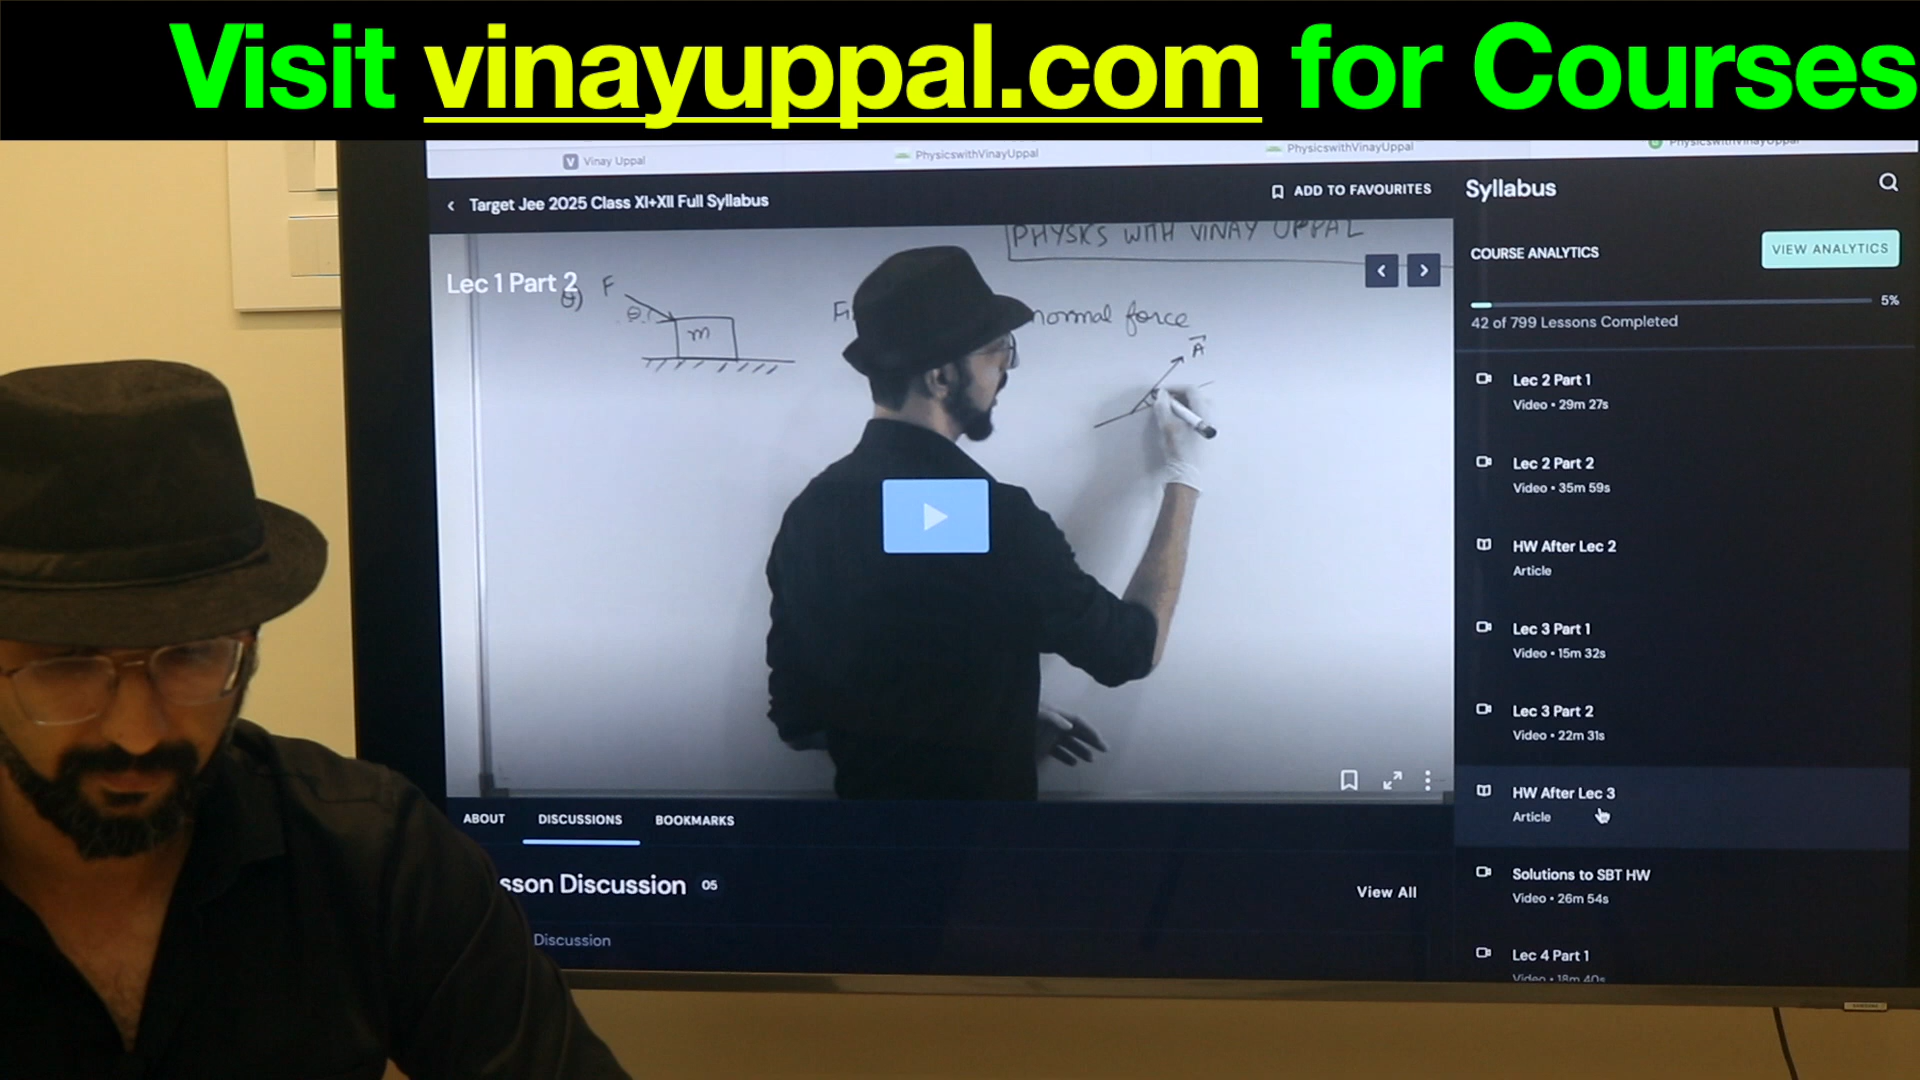 Visit vinayuppal.com for Courses
Vinay Uppal
PhysicswithVinayUppal
PhysicswithVinayUppal
PhysicswithVinayUppal
Target Jee 2025 Class XI+XII Full Syllabus
ADD TO FAVOURITES
PHYSICS WITH VINAY UPPAL
Lec 1 Part 2
F
θ
m
normal force
A
ABOUT
DISCUSSIONS
BOOKMARKS
sson Discussion 05
View All
Discussion
Syllabus
COURSE ANALYTICS
VIEW ANALYTICS
5%
42 of 799 Lessons Completed
Lec 2 Part 1
Video • 29m 27s
Lec 2 Part 2
Video • 35m 59s
HW After Lec 2
Article
Lec 3 Part 1
Video • 15m 32s
Lec 3 Part 2
Video • 22m 31s
HW After Lec 3
Article
Solutions to SBT HW
Video • 26m 54s
Lec 4 Part 1
Video • 18m 40s
SAMSUNG